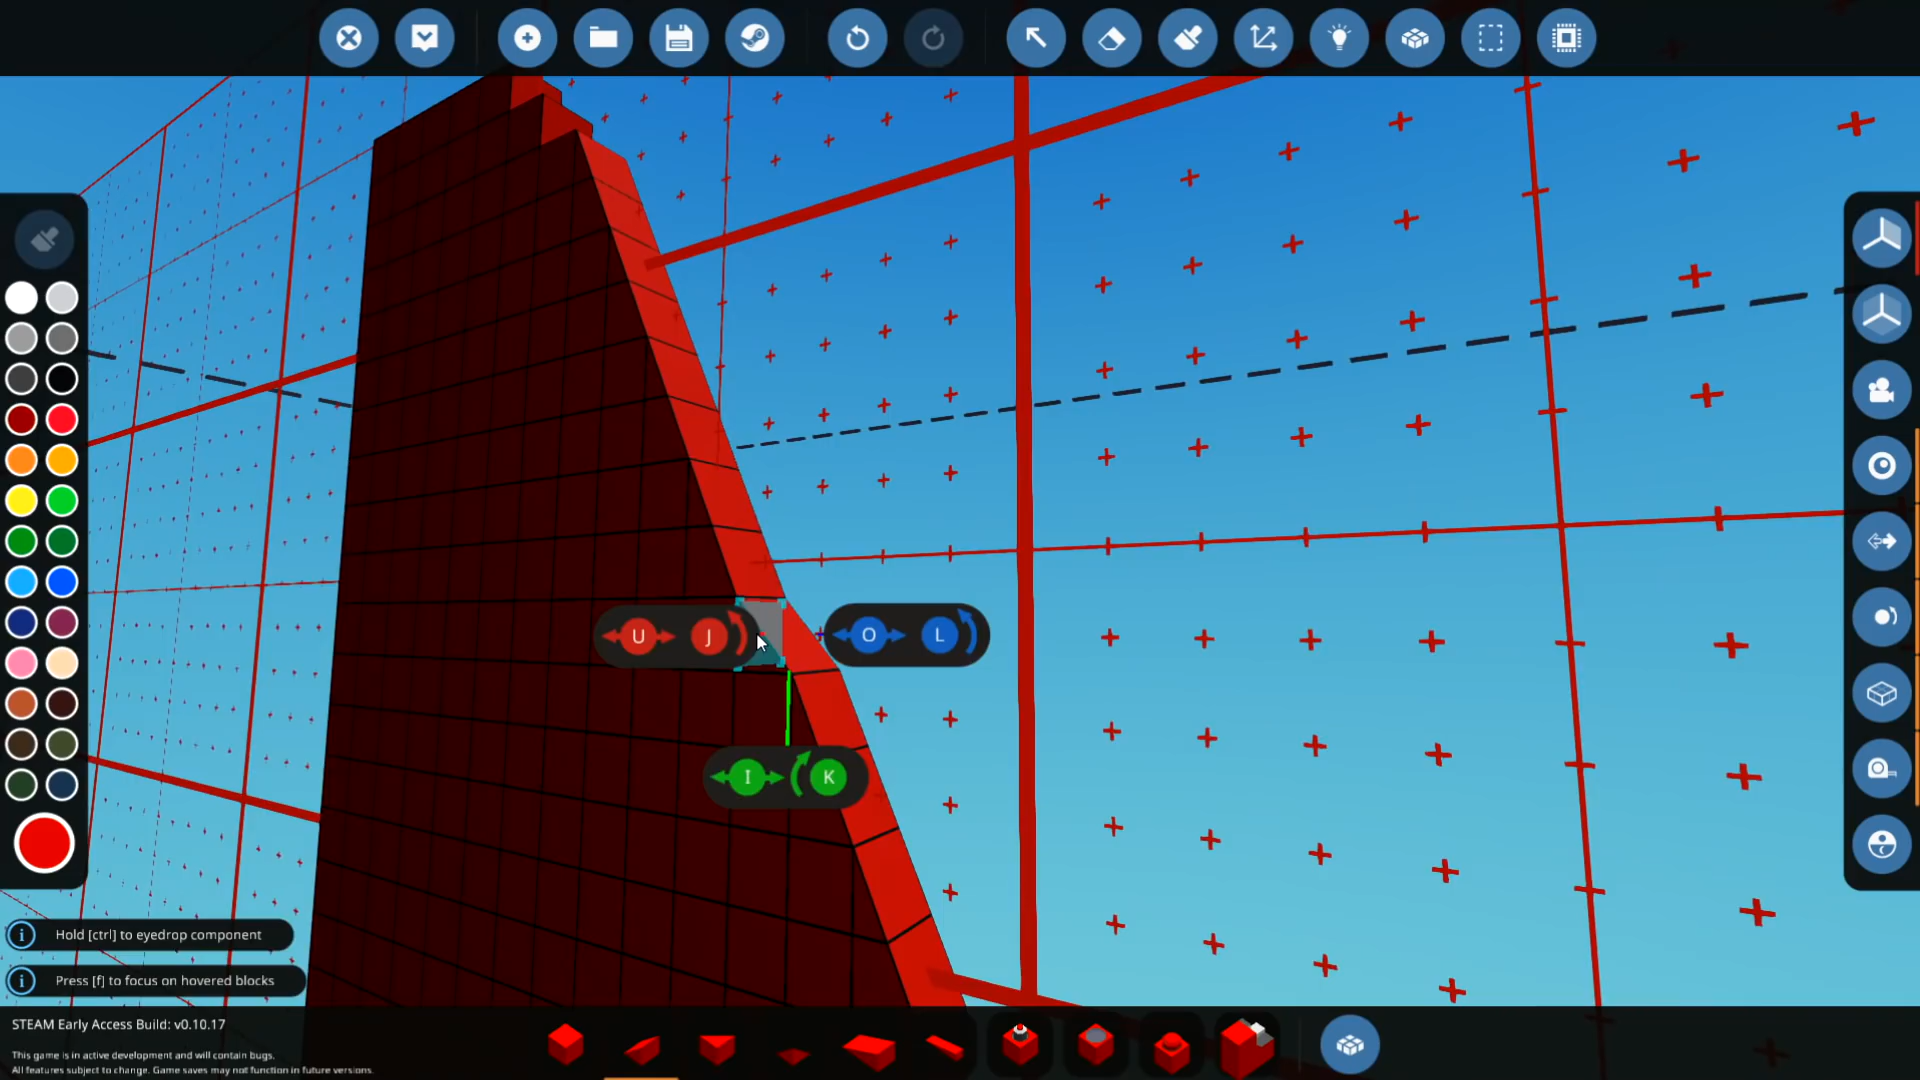 U J O L
I K
Hold [ctrl] to eyedrop component
Press [f] to focus on hovered blocks
STEAM Early Access Build: v0.10.17
This game is in active development and will contain bugs.
All features subject to change. Game saves may not function in future versions.